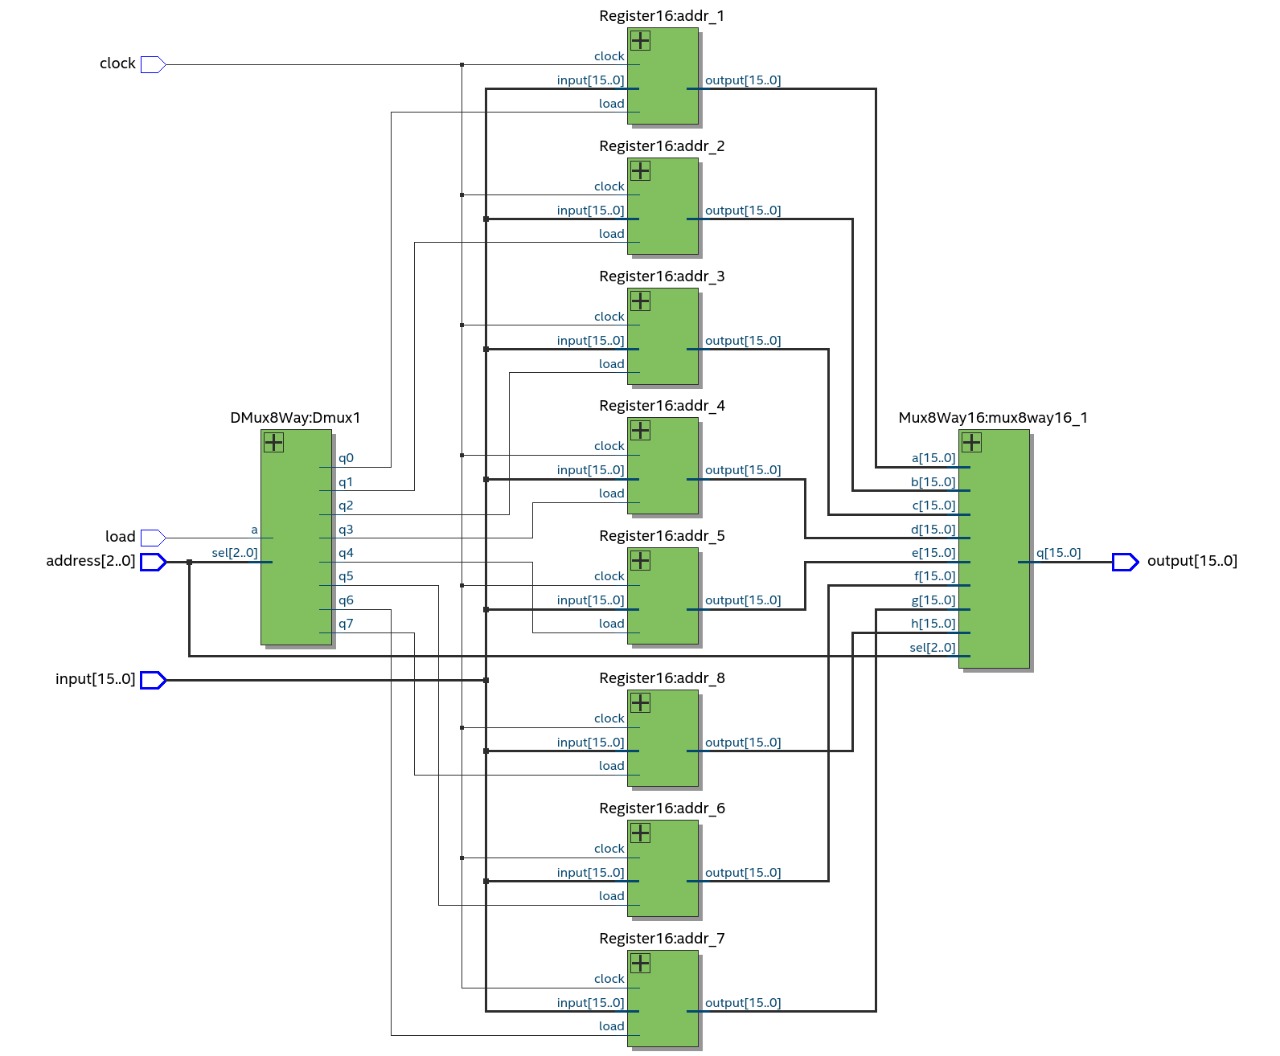 Register16:addr_1
clock
clock
input[15..0]
output[15..0]
load
Register16:addr_2
clock
input[15..0]
output[15..0]
load
Register16:addr_3
clock
input[15..0]
output[15..0]
load
Register16:addr_4
clock
input[15..0]
output[15..0]
load
DMux8Way:Dmux1
q0
q1
q2
q3
q4
q5
q6
q7
load
a
address[2..0]
sel[2..0]
input[15..0]
Register16:addr_5
clock
input[15..0]
output[15..0]
load
Mux8Way16:mux8way16_1
a[15..0]
b[15..0]
c[15..0]
d[15..0]
e[15..0]
f[15..0]
g[15..0]
h[15..0]
sel[2..0]
q[15..0]
output[15..0]
Register16:addr_8
clock
input[15..0]
output[15..0]
load
Register16:addr_6
clock
input[15..0]
output[15..0]
load
Register16:addr_7
clock
input[15..0]
output[15..0]
load